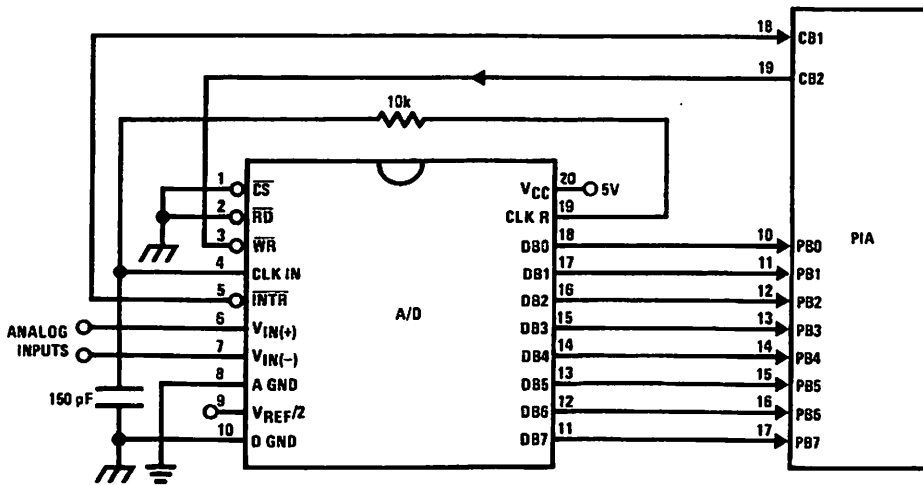 18 CB1
19 CB2
10k
1 CS
2 RD
3 WR
4 CLK IN
5 INTR
6 VIN(+)
7 VIN(−)
8 A GND
9 VREF/2
10 D GND
ANALOG
INPUTS
150 pF
A/D
VCC 20 5V
CLK R 19
DB0 18 10 PB0
DB1 17 11 PB1
DB2 16 12 PB2
DB3 15 13 PB3
DB4 14 14 PB4
DB5 13 15 PB5
DB6 12 16 PB6
DB7 11 17 PB7
PIA